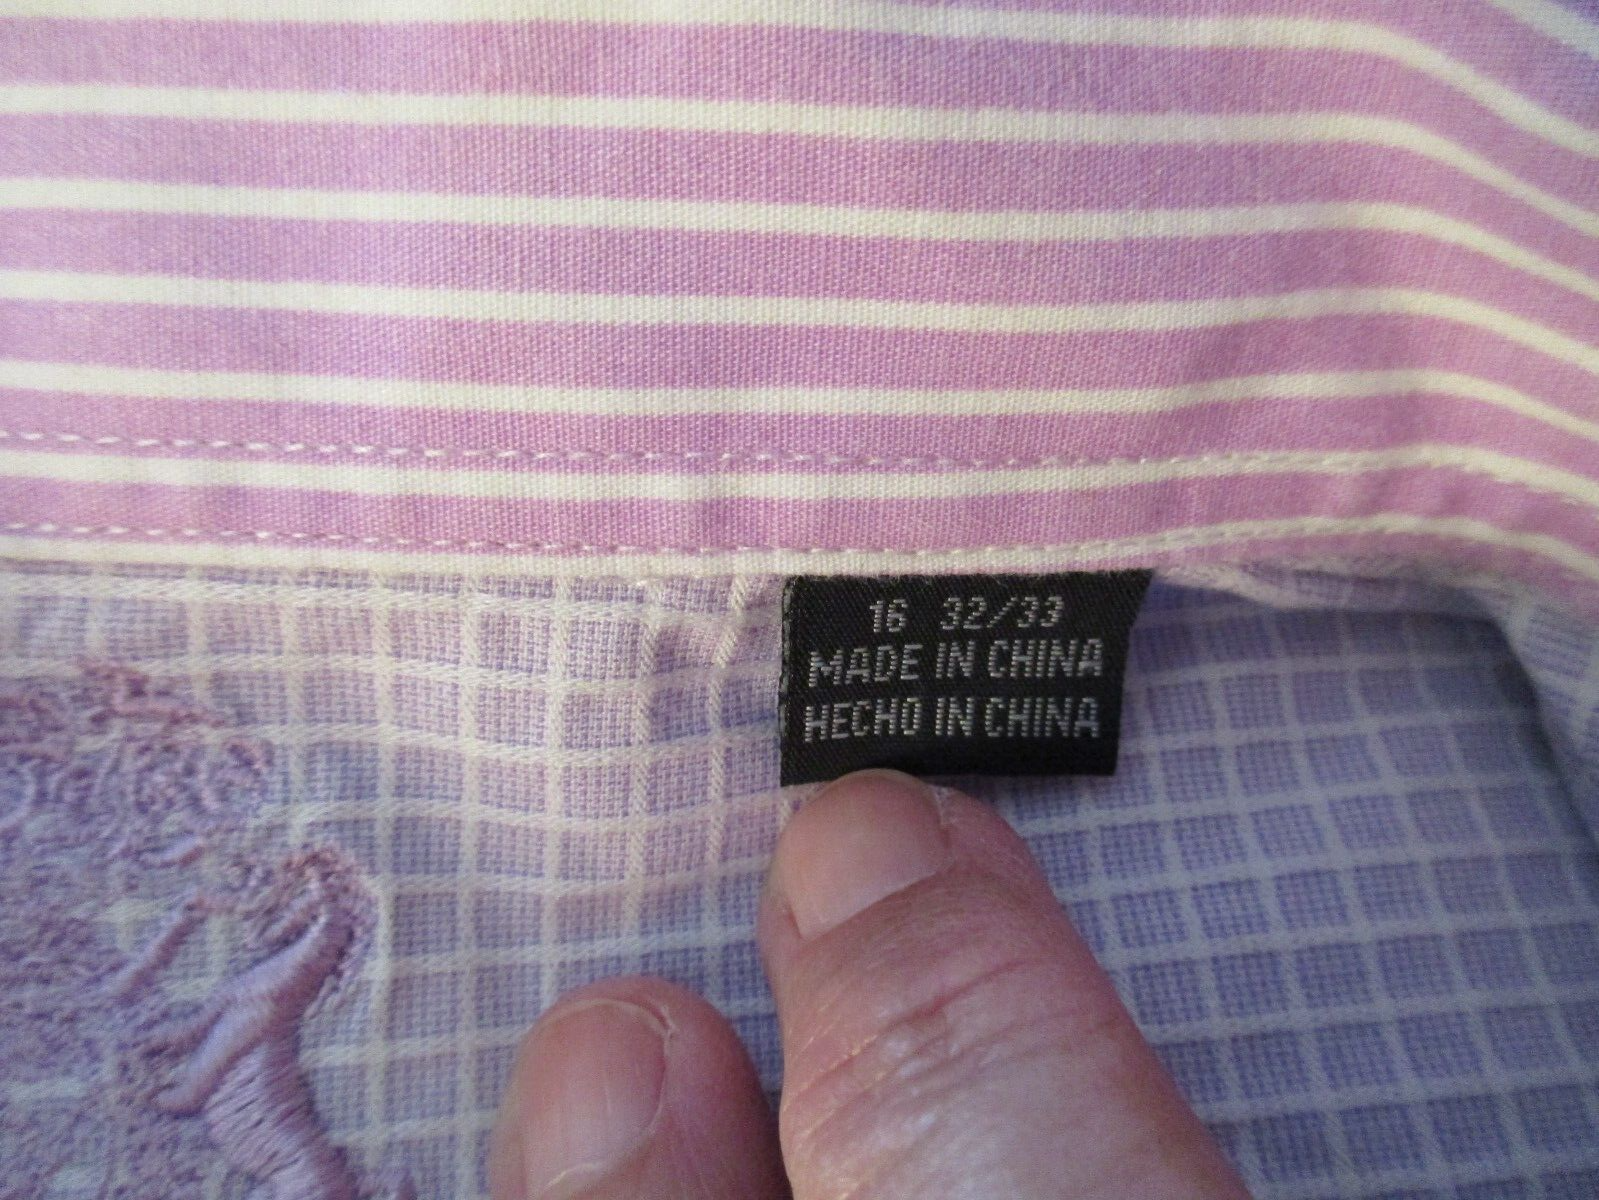 16 32/33
MADE IN CHINA
HECHO IN CHINA